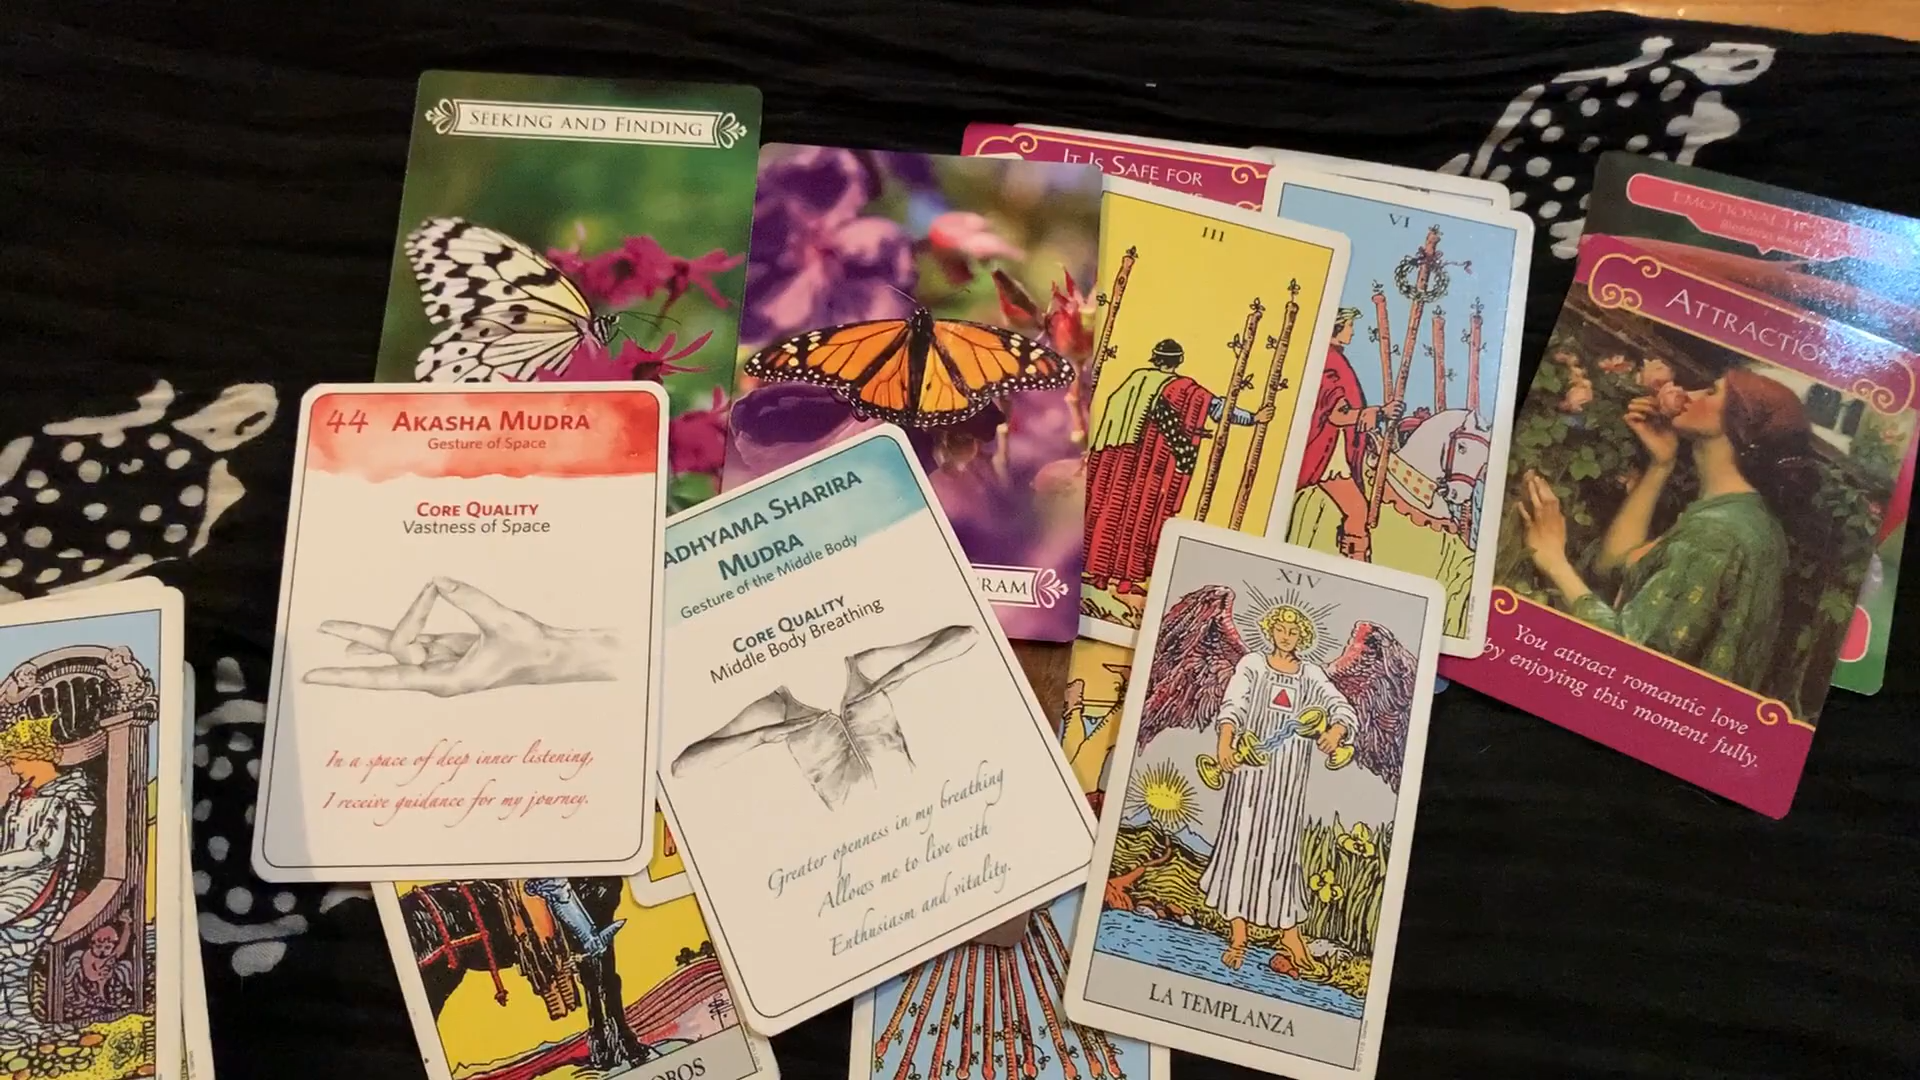 SEEKING AND FINDING
IT IS SAFE FOR
III
VI
EMOTIONAL
ATTRACTION
You attract romantic love
by enjoying this moment fully.
44 AKASHA MUDRA
Gesture of Space
CORE QUALITY
Vastness of Space
In a space of deep inner listening,
I receive guidance for my journey.
ADHYAMA SHARIRA
MUDRA
Gesture of the Middle Body
CORE QUALITY
Middle Body Breathing
Greater openness in my breathing
Allows me to live with
Enthusiasm and vitality.
RAM
XIV
LA TEMPLANZA
OROS